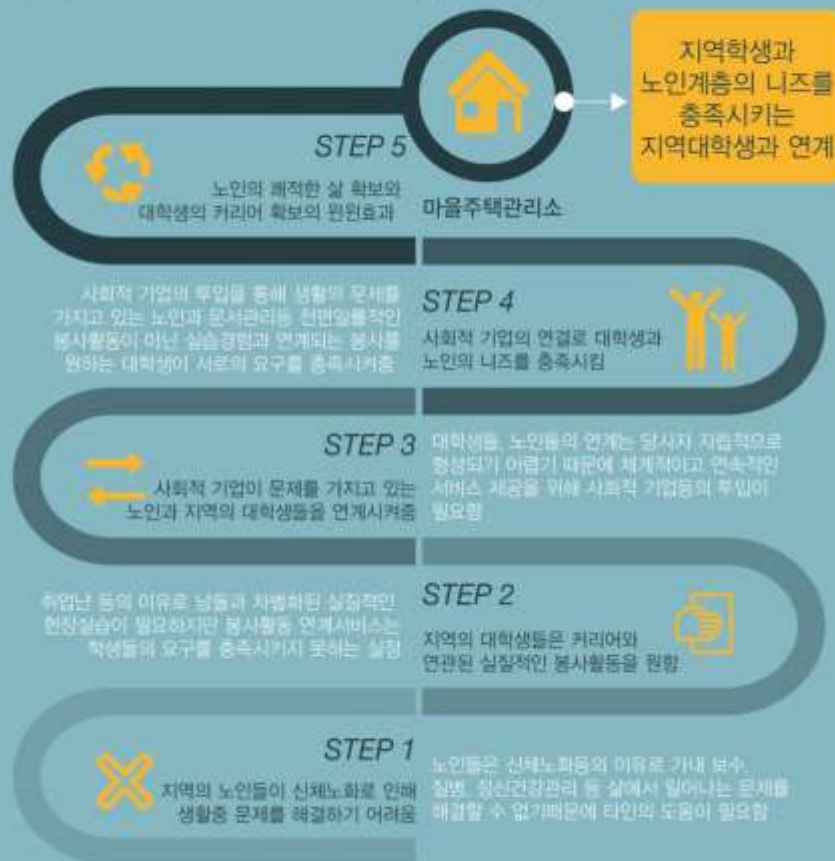 지역학생과
노인계층의 니즈를
충족시키는
지역대학생과 연계
STEP 5
노인의 쾌적한 삶 확보와
대학생의 커리어 확보의 윈윈효과
마을주택관리소
사회적 기업의 투입을 통해 생활의 문제를
가지고 있는 노인과 문서관리등 천편일률적인
봉사활동이 아닌 실습경험과 연계되는 봉사를
원하는 대학생이 서로의 요구를 충족시켜줌
STEP 4
사회적 기업의 연결로 대학생과
노인의 니즈를 충족시킴
STEP 3
사회적 기업이 문제를 가지고 있는
노인과 지역의 대학생들을 연계시켜줌
대학생들, 노인들의 연계는 당사자 자립적으로
형성되기 어렵기 때문에 체계적이고 연속적인
서비스 제공을 위해 사회적 기업등의 투입이
필요함
취업난 등의 이유로 남들과 차별화된 실질적인
현장실습이 필요하지만 봉사활동 연계서비스는
학생들의 요구를 충족시키지 못하는 실정
STEP 2
지역의 대학생들은 커리어와
연관된 실질적인 봉사활동을 원함
STEP 1
지역의 노인들이 신체노화로 인해
생활중 문제를 해결하기 어려움
노인들은 신체노화등의 이유로 가내 보수,
질병, 정신건강관리 등 삶에서 일어나는 문제를
해결할 수 없기때문에 타인의 도움이 필요함